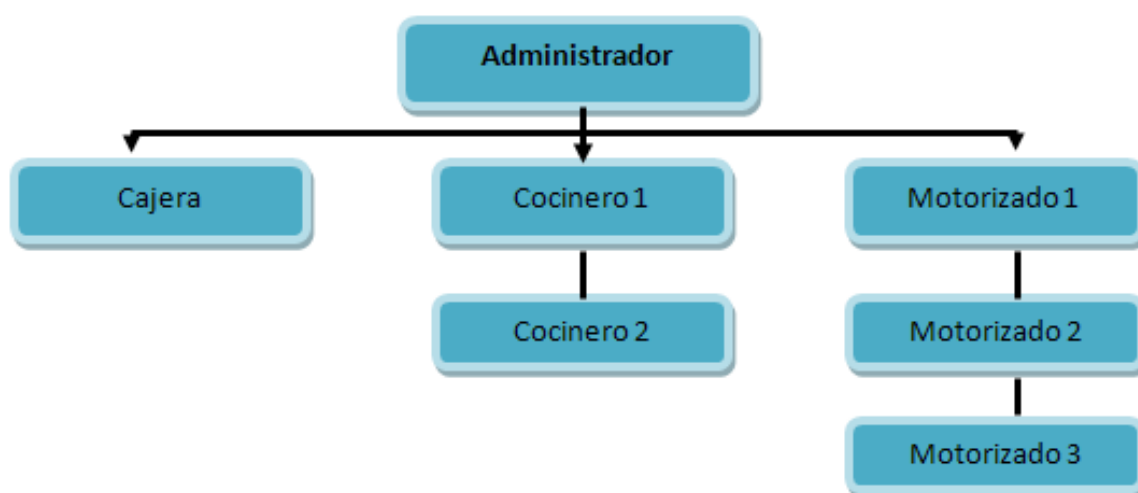 Administrador
Cajera
Cocinero 1
Motorizado 1
Cocinero 2
Motorizado 2
Motorizado 3